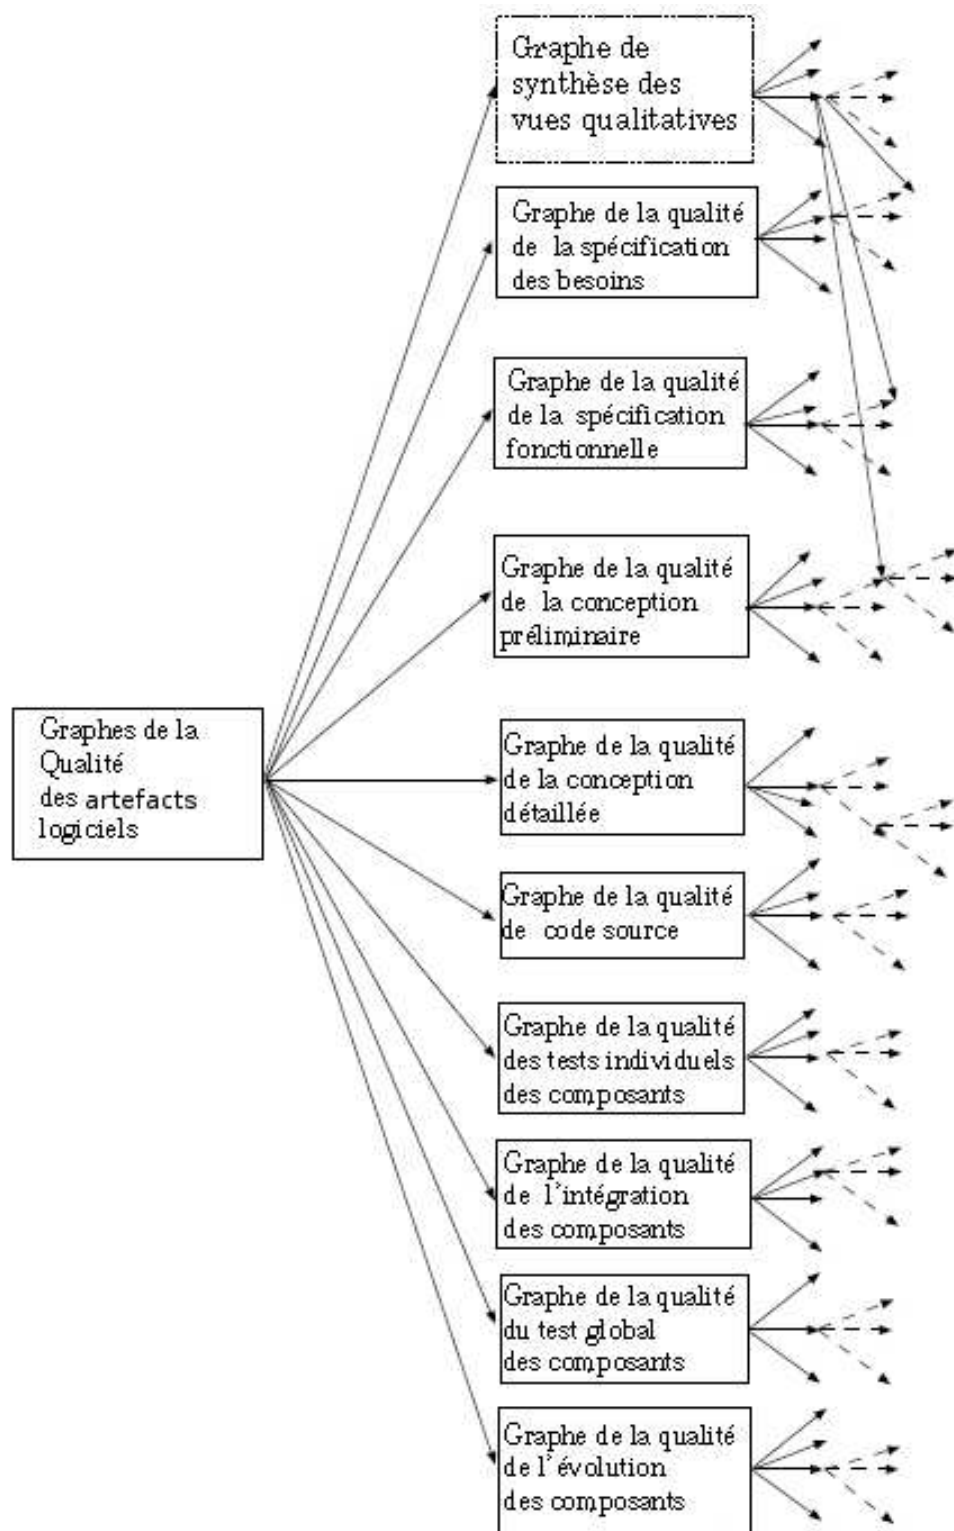 Graphe de
synthèse des
vues qualitatives
Graphe de la qualité
de la spécification
des besoins
Graphe de la qualité
de la spécification
fonctionnelle
Graphe de la qualité
de la conception
préliminaire
Graphes de la
Qualité
des artefacts
logiciels
Graphe de la qualité
de la conception
détaillée
Graphe de la qualité
de code source
Graphe de la qualité
des tests individuels
des composants
Graphe de la qualité
de l'intégration
des composants
Graphe de la qualité
du test global
des composants
Graphe de la qualité
de l'évolution
des composants